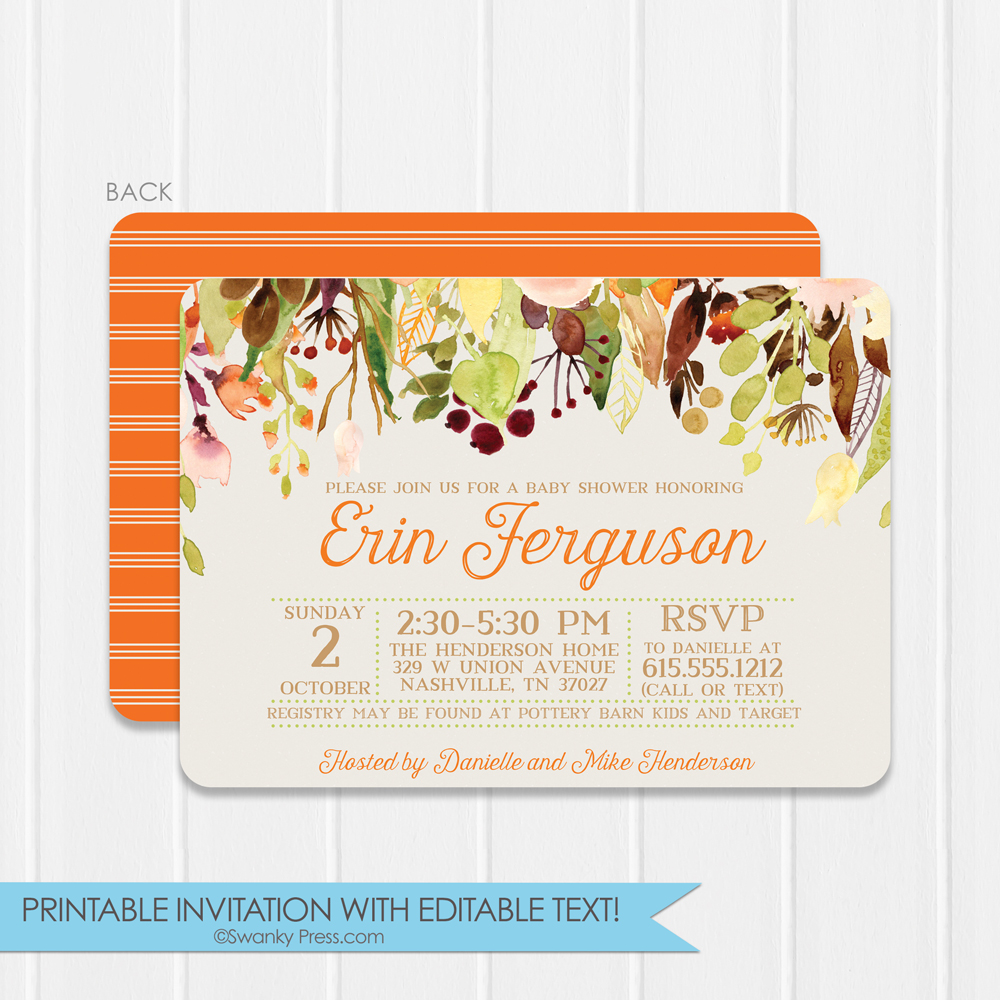 BACK
PLEASE JOIN US FOR A BABY SHOWER HONORING
Erin Ferguson
SUNDAY
2
OCTOBER
2:30-5:30 PM
THE HENDERSON HOME
329 W UNION AVENUE
NASHVILLE, TN 37027
RSVP
TO DANIELLE AT
615.555.1212
(CALL OR TEXT)
REGISTRY MAY BE FOUND AT POTTERY BARN KIDS AND TARGET
Hosted by Danielle and Mike Henderson
PRINTABLE INVITATION WITH EDITABLE TEXT!
©Swanky Press.com